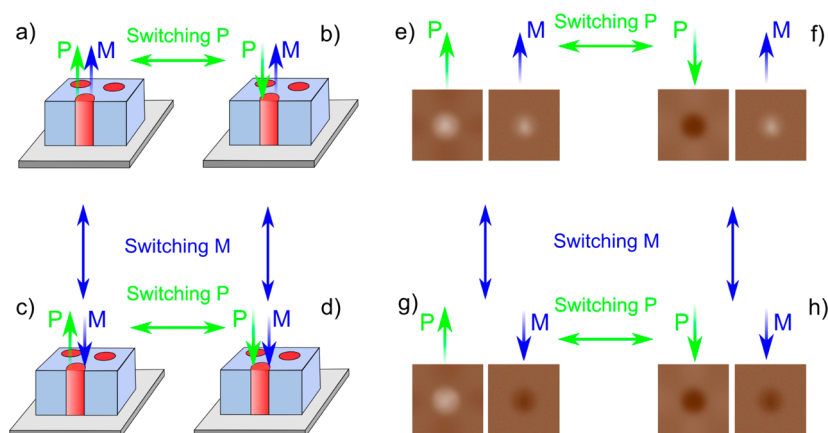 a) P M Switching P P M b)
e) P M Switching P P M f)
Switching M
Switching M
c) P M Switching P P M d)
g) P M Switching P P M h)